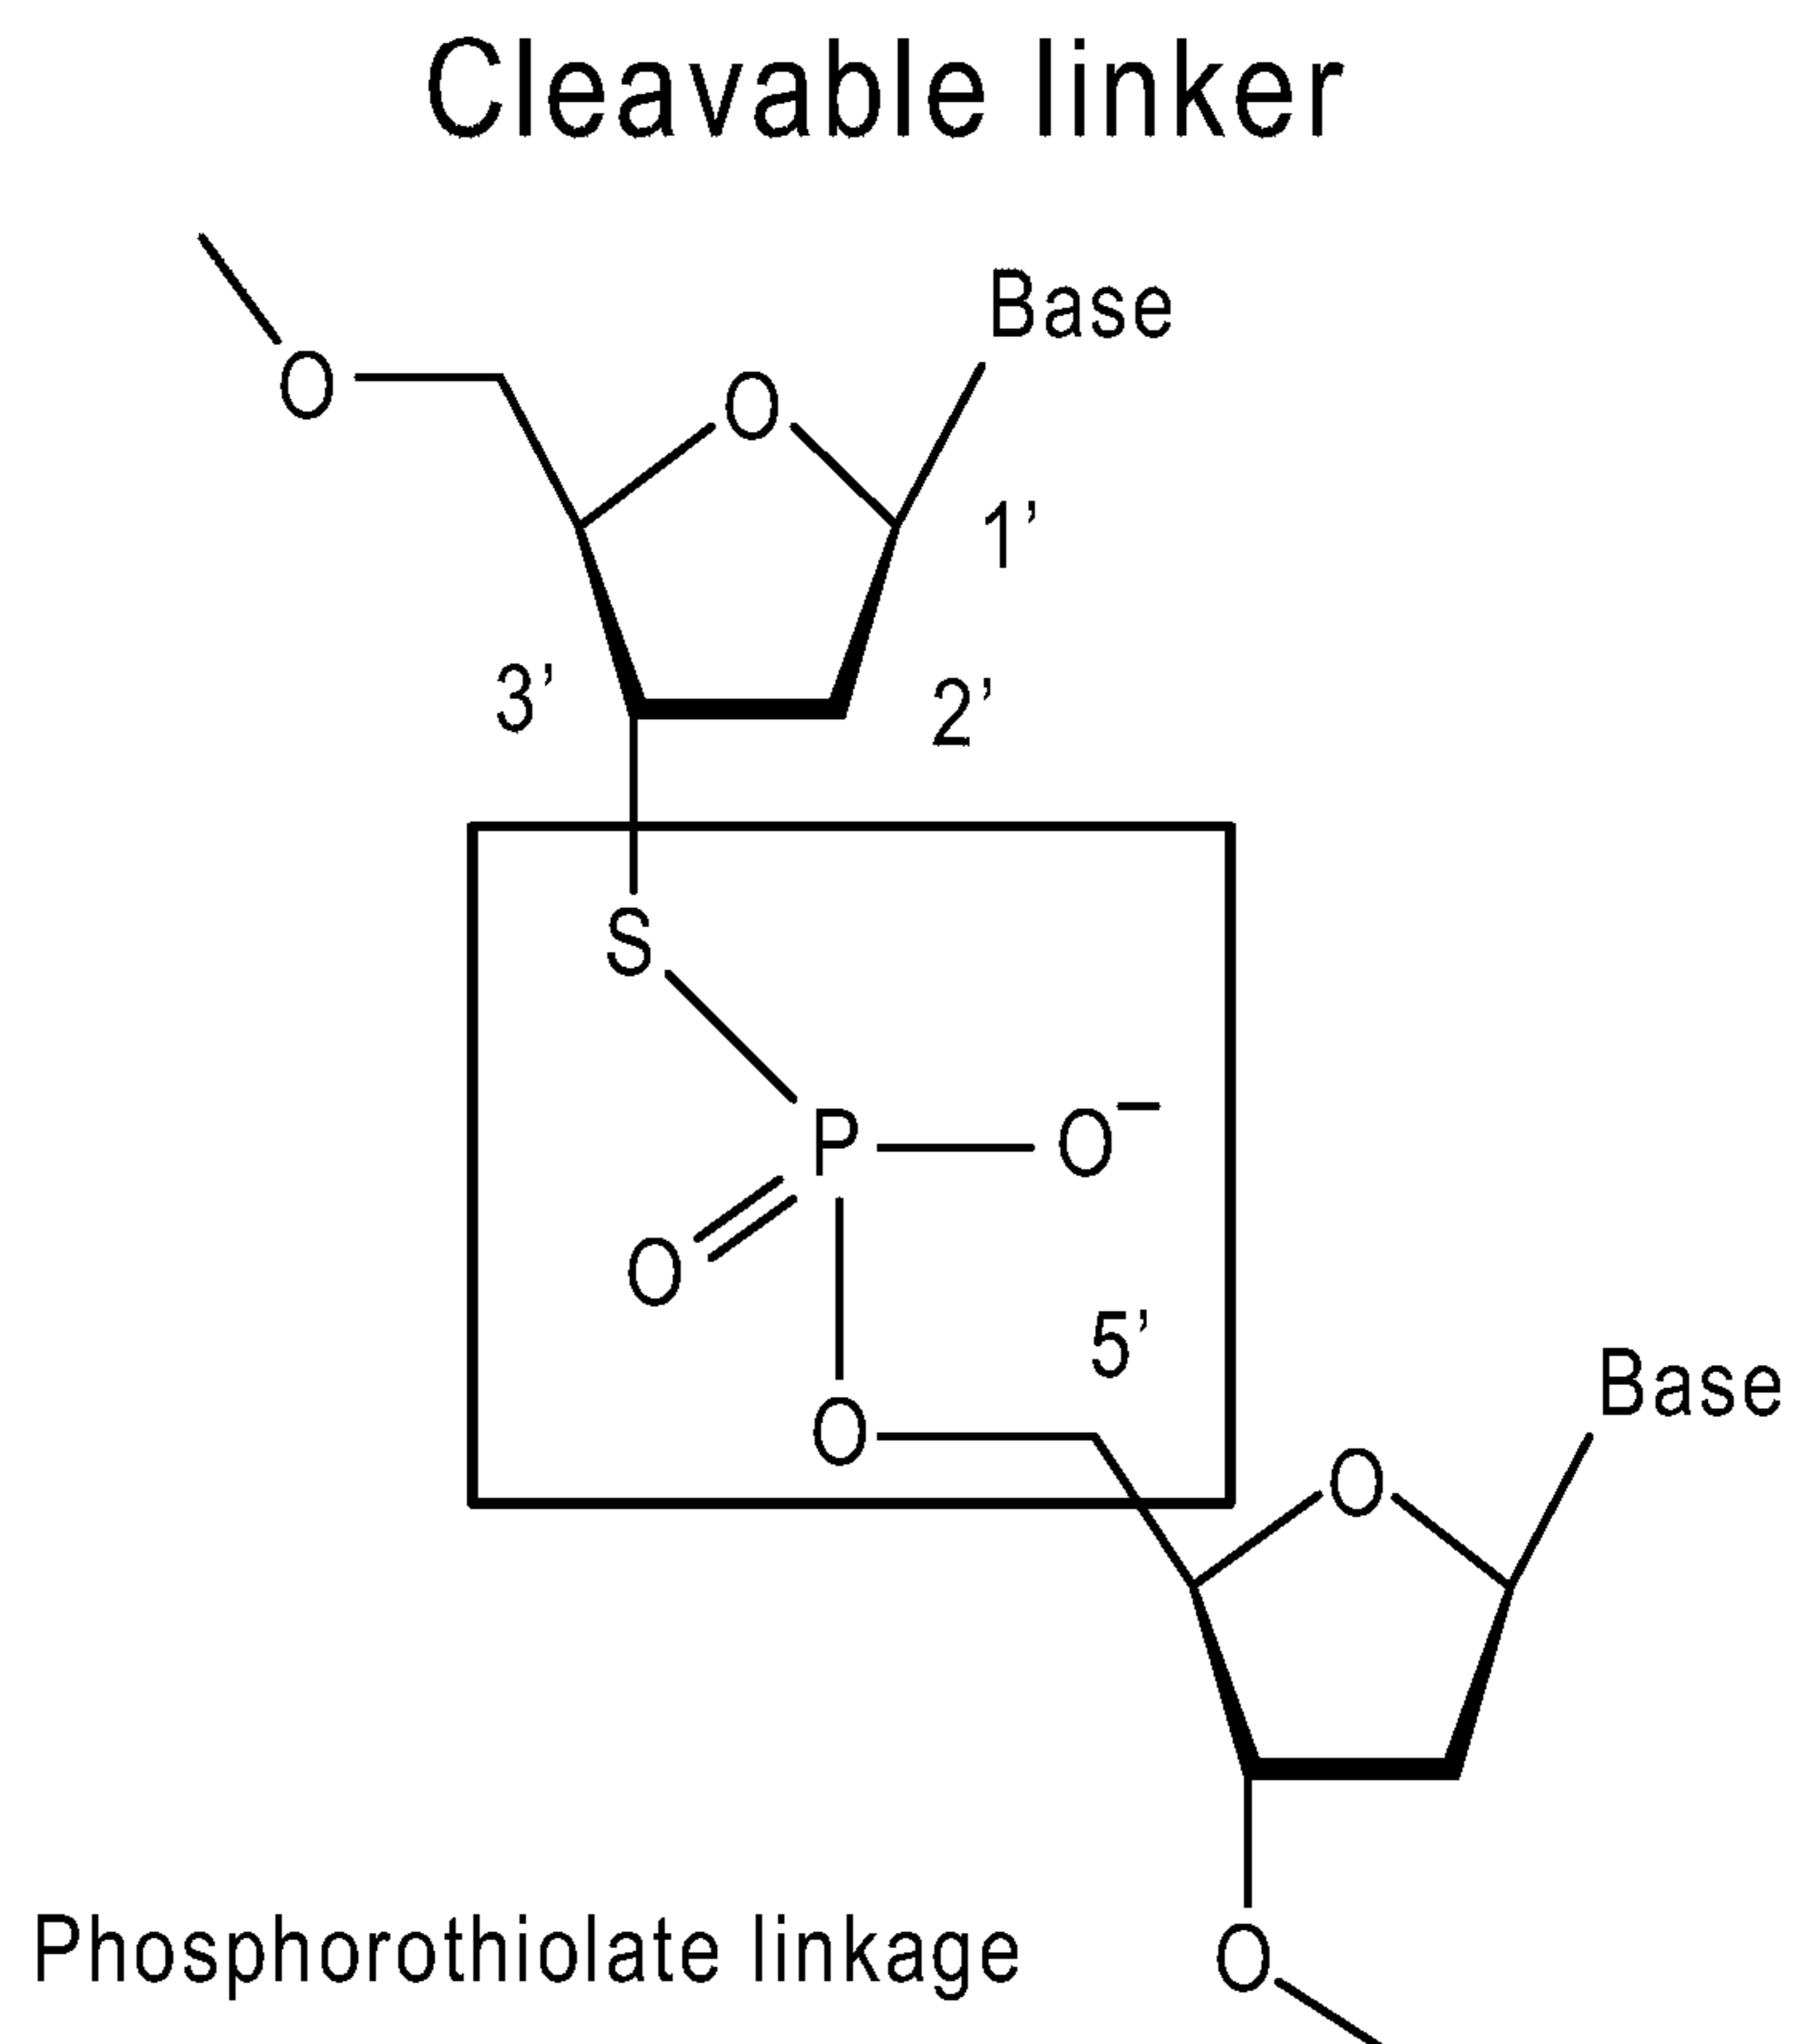 Cleavable linker
Base
O
O
1’
3’
2’
S
P
O–
O
5’
Base
O
O
Phosphorothiolate linkage
O